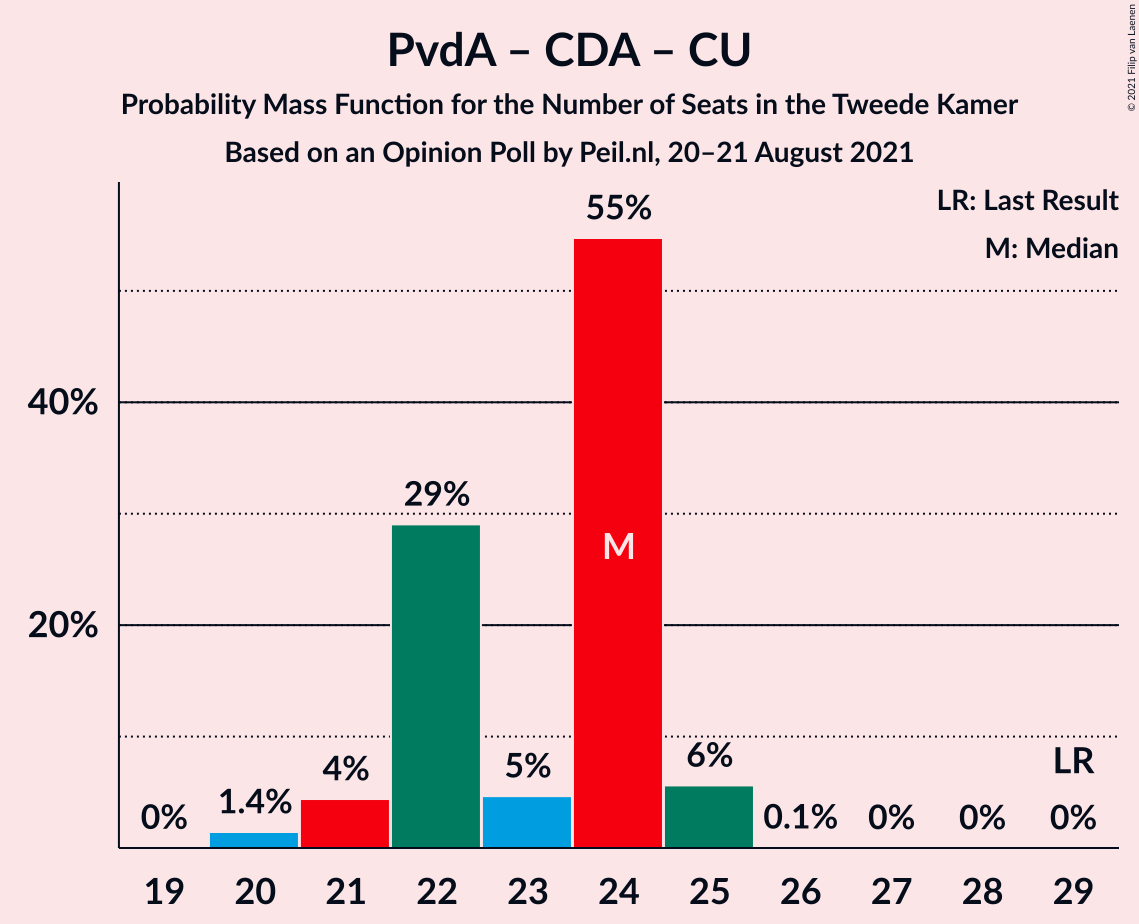 PvdA – CDA – CU
Probability Mass Function for the Number of Seats in the Tweede Kamer
Based on an Opinion Poll by Peil.nl, 20–21 August 2021
© 2021 Filip van Laenen
LR: Last Result
M: Median
55%
40%
29%
M
20%
6%
5%
4%
LR
1.4%
0%
0.1%
0%
0%
0%
19 20 21 22 23 24 25 26 27 28 29